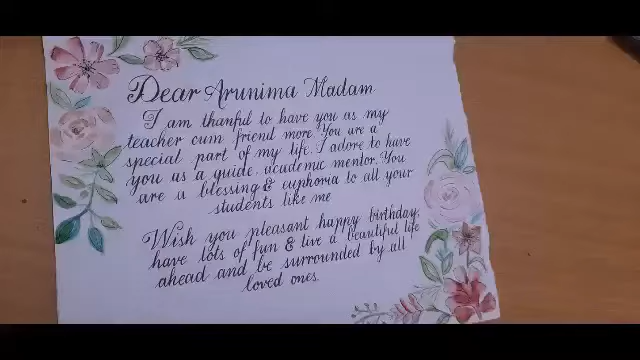 Dear Arunima Madam
I am thanful to have you as my
teacher cum friend more. You are a
special part of my life. I adore to have
you as a guide, academic mentor. You
are a blessing & euphoria to all your
students like me
Wish you pleasant happy birthday,
have lots of fun & live a beautiful life
ahead and be surrounded by all
loved ones.